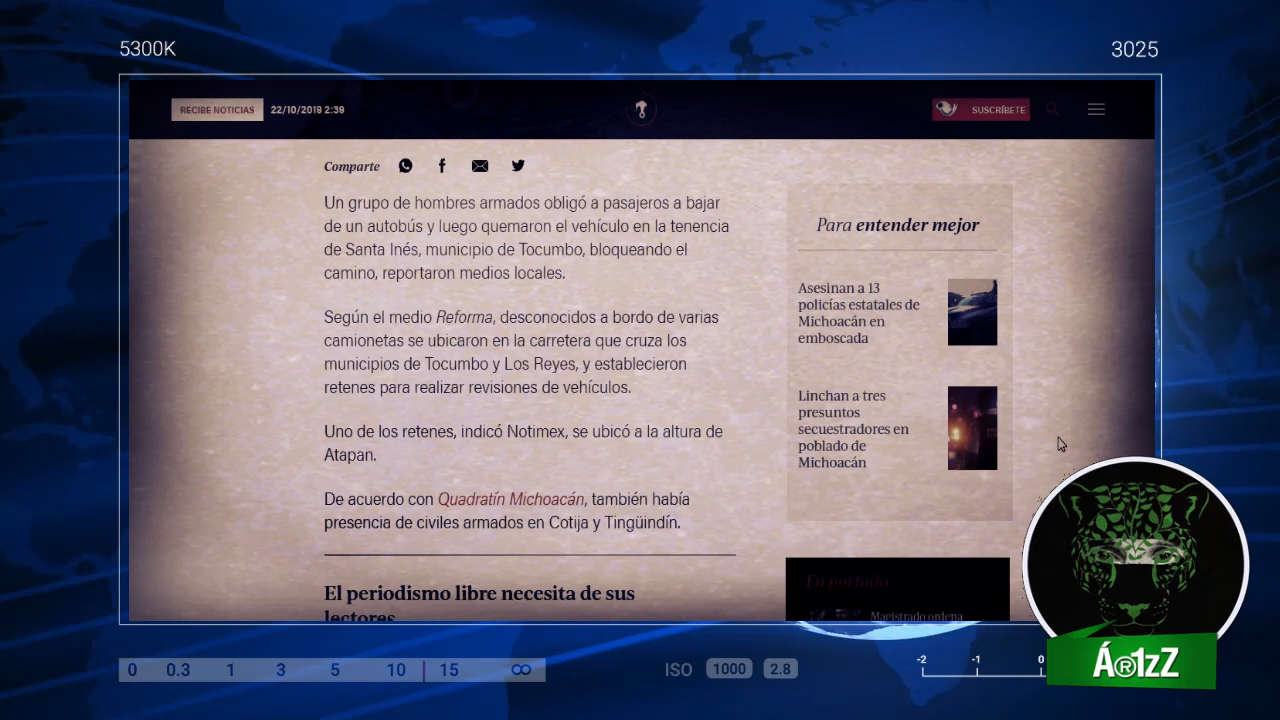 5300K
3025
RECIBE NOTICIAS
22/10/2019 2:39
SUSCRÍBETE
Comparte
Un grupo de hombres armados obligó a pasajeros a bajar
de un autobús y luego quemaron el vehículo en la tenencia
de Santa Inés, municipio de Tocumbo, bloqueando el
camino, reportaron medios locales.
Según el medio Reforma, desconocidos a bordo de varias
camionetas se ubicaron en la carretera que cruza los
municipios de Tocumbo y Los Reyes, y establecieron
retenes para realizar revisiones de vehículos.
Uno de los retenes, indicó Notimex, se ubicó a la altura de
Atapan.
De acuerdo con Quadratín Michoacán, también había
presencia de civiles armados en Cotija y Tingüindín.
El periodismo libre necesita de sus
lectores.
Para entender mejor
Asesinan a 13
policías estatales de
Michoacán en
emboscada
Linchan a tres
presuntos
secuestradores en
poblado de
Michoacán
En portada
Magistrado ordena
Á®1zZ
0 0.3 1 3 5 10 15 ∞
ISO 1000 2.8
-2 -1 0